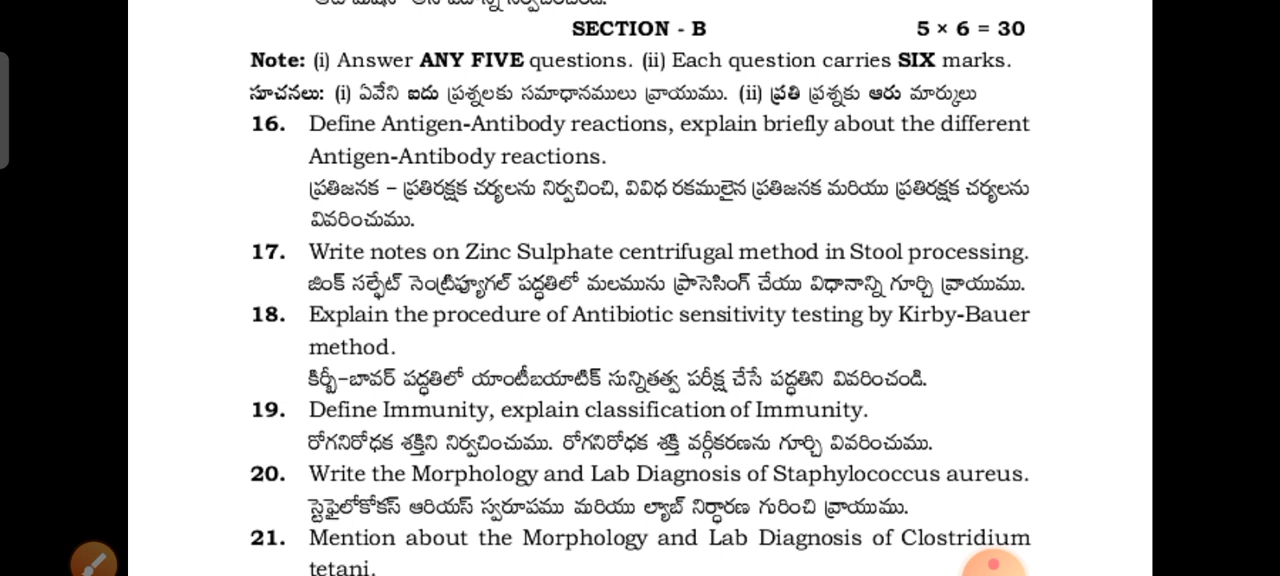 SECTION - B 5 × 6 = 30
Note: (i) Answer ANY FIVE questions. (ii) Each question carries SIX marks.
సూచనలు: (i) ఏవేని ఐదు ప్రశ్నలకు సమాధానములు వ్రాయుము. (ii) ప్రతి ప్రశ్నకు ఆరు మార్కులు
16. Define Antigen-Antibody reactions, explain briefly about the different
Antigen-Antibody reactions.
ప్రతిజనక – ప్రతిరక్షక చర్యలను నిర్వచించి, వివిధ రకములైన ప్రతిజనక మరియు ప్రతిరక్షక చర్యలను
వివరించుము.
17. Write notes on Zinc Sulphate centrifugal method in Stool processing.
జింక్ సల్ఫేట్ సెంట్రీఫ్యూగల్ పద్ధతిలో మలమును ప్రాసెసింగ్ చేయు విధానాన్ని గూర్చి వ్రాయుము.
18. Explain the procedure of Antibiotic sensitivity testing by Kirby-Bauer
method.
కిర్బీ–బావర్ పద్ధతిలో యాంటీబయాటిక్ సున్నితత్వ పరీక్ష చేసే పద్ధతిని వివరించండి.
19. Define Immunity, explain classification of Immunity.
రోగనిరోధక శక్తిని నిర్వచించుము. రోగనిరోధక శక్తి వర్గీకరణను గూర్చి వివరించుము.
20. Write the Morphology and Lab Diagnosis of Staphylococcus aureus.
స్టెఫైలోకోకస్ ఆరియస్ స్వరూపము మరియు ల్యాబ్ నిర్ధారణ గురించి వ్రాయుము.
21. Mention about the Morphology and Lab Diagnosis of Clostridium
tetani.